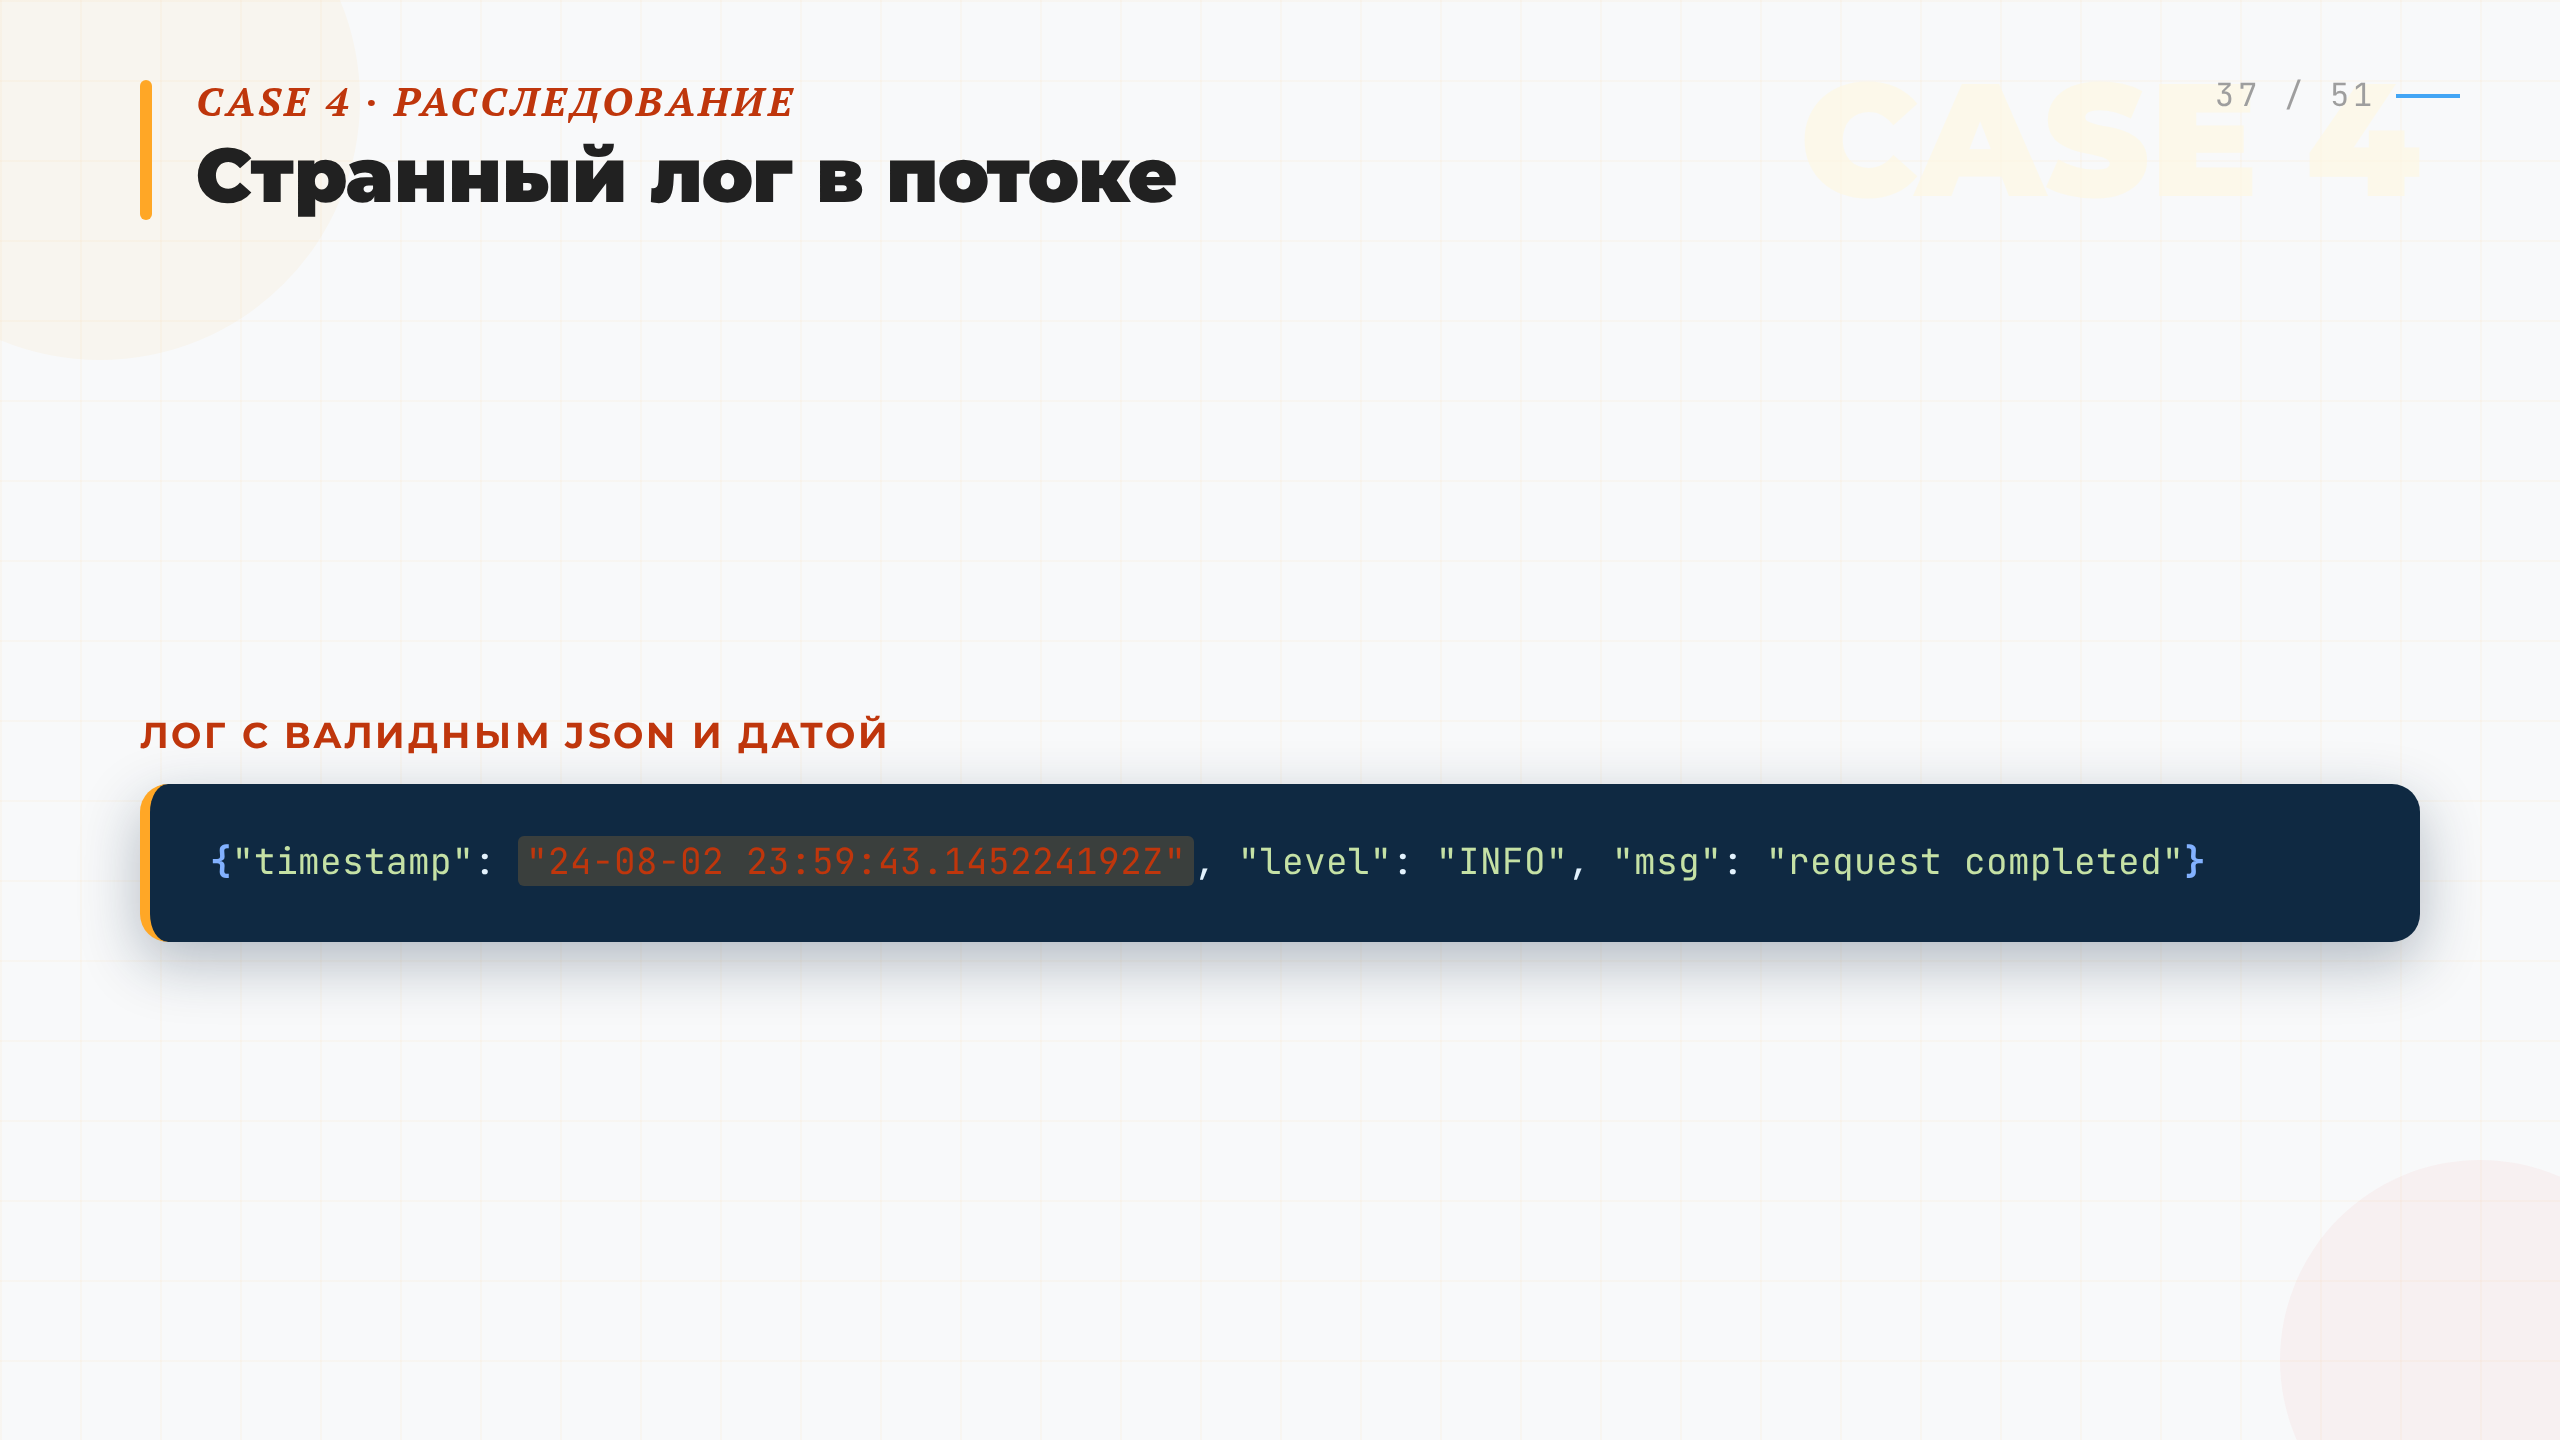 CASE 4 · РАССЛЕДОВАНИЕ
Странный лог в потоке
CASE 4
37 / 51
ЛОГ С ВАЛИДНЫМ JSON И ДАТОЙ
{"timestamp": "24-08-02 23:59:43.145224192Z", "level": "INFO", "msg": "request completed"}